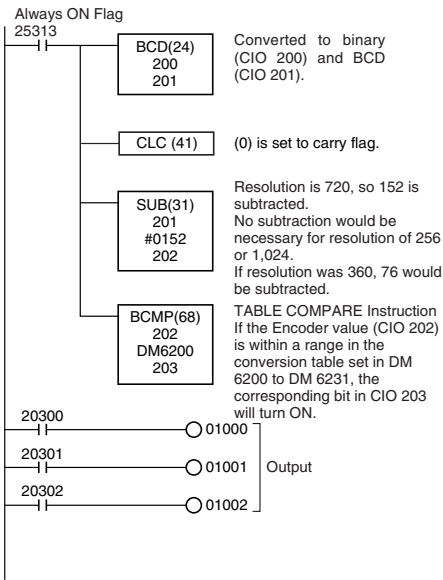 Always ON Flag
25313
BCD(24)
200
201
Converted to binary
(CIO 200) and BCD
(CIO 201).
CLC (41)
(0) is set to carry flag.
SUB(31)
201
#0152
202
Resolution is 720, so 152 is
subtracted.
No subtraction would be
necessary for resolution of 256
or 1,024.
If resolution was 360, 76 would
be subtracted.
BCMP(68)
202
DM6200
203
TABLE COMPARE Instruction
If the Encoder value (CIO 202)
is within a range in the
conversion table set in DM
6200 to DM 6231, the
corresponding bit in CIO 203
will turn ON.
20300
01000
20301
01001
Output
20302
01002